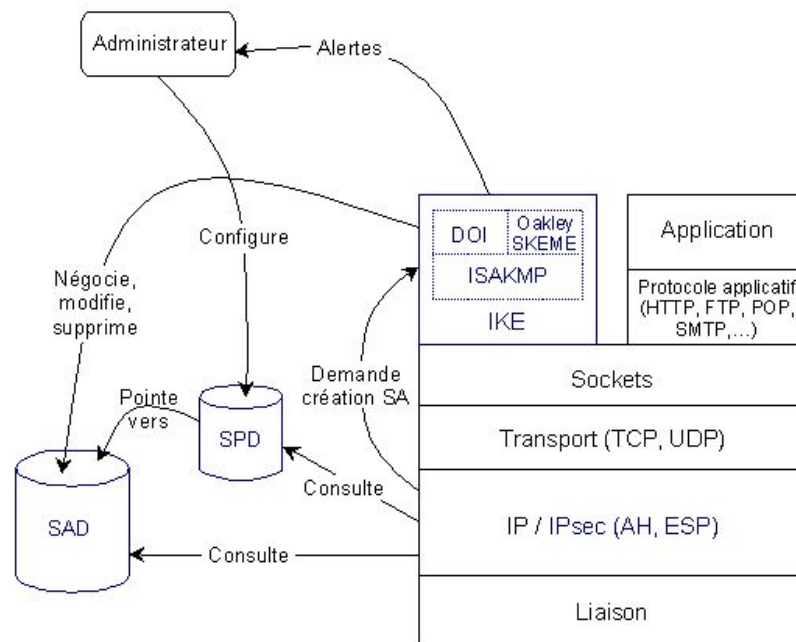 Administrateur
Alertes
Configure
Négocie,
modifie,
supprime
DOI
Oakley
SKEME
ISAKMP
IKE
Application
Protocole applicatif
(HTTP, FTP, POP,
SMTP,...)
Demande
création SA
Sockets
Pointe
vers
SPD
Transport (TCP, UDP)
Consulte
SAD
IP / IPsec (AH, ESP)
Consulte
Liaison